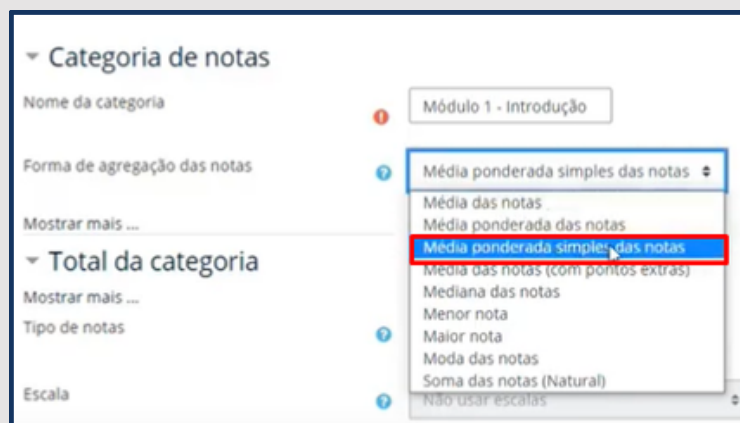 Categoria de notas
Nome da categoria
Módulo 1 - Introdução
Forma de agregação das notas
Média ponderada simples das notas
Média das notas
Média ponderada das notas
Média ponderada simples das notas
Média das notas (com pontos extras)
Mediana das notas
Menor nota
Maior nota
Moda das notas
Soma das notas (Natural)
Mostrar mais ...
Total da categoria
Mostrar mais ...
Tipo de notas
Escala
Não usar escalas